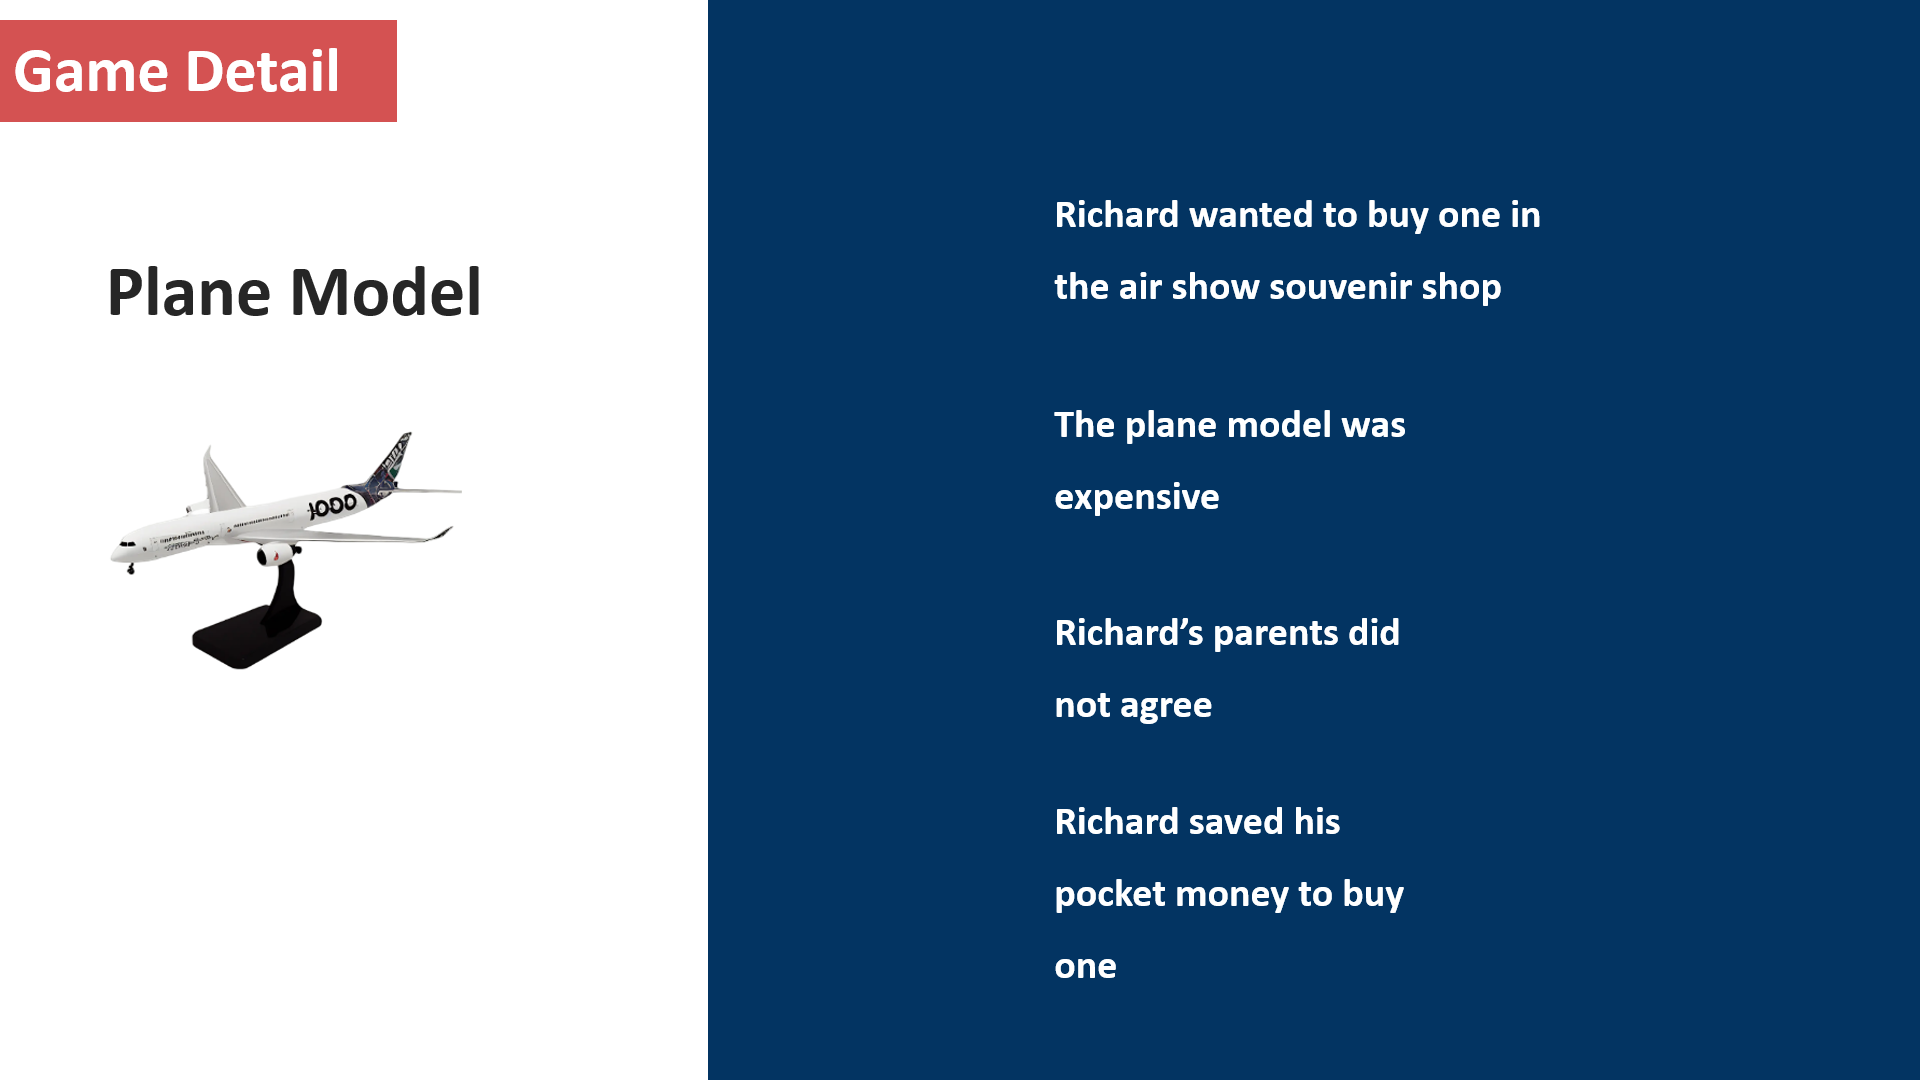 Game Detail
Plane Model
1000
Richard wanted to buy one in
the air show souvenir shop
The plane model was
expensive
Richard’s parents did
not agree
Richard saved his
pocket money to buy
one